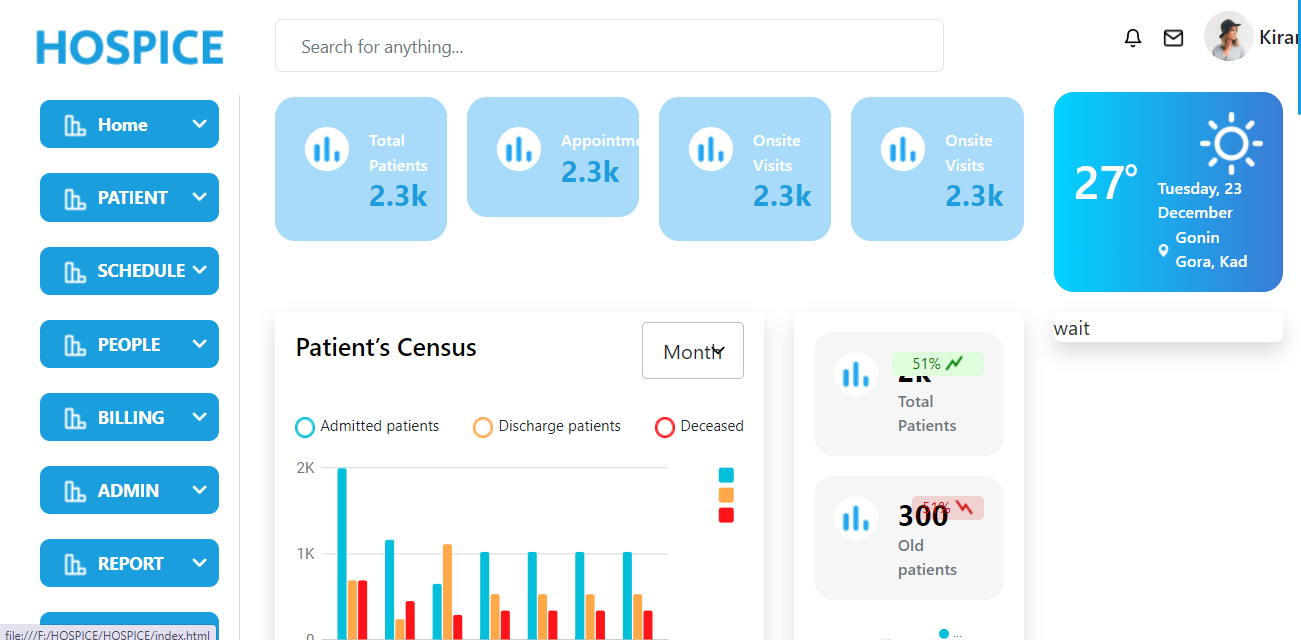 HOSPICE
Search for anything...
Home
PATIENT
SCHEDULE
PEOPLE
BILLING
ADMIN
REPORT
Total
Patients
2.3k
Appointme
2.3k
Onsite
Visits
2.3k
Onsite
Visits
2.3k
27°
Tuesday, 23
December
Gonin
Gora, Kad
wait
Patient’s Census
Month
Admitted patients
Discharge patients
Deceased
2K
1K
0
51%
2k
Total
Patients
51%
300
Old
patients
...
file:///F:/HOSPICE/HOSPICE/index.html